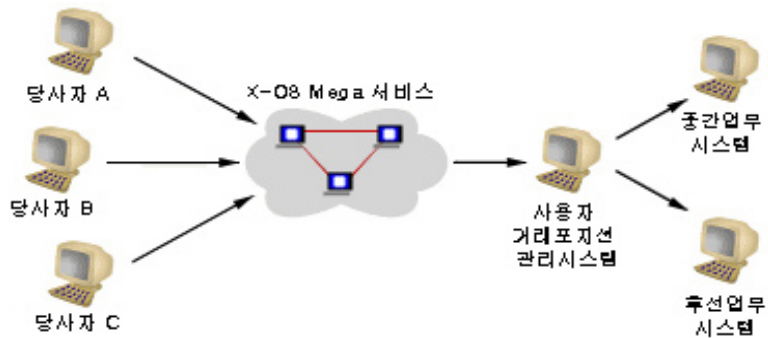 당사자 A
X-O8 Mega 서비스
중간업무
시스템
당사자 B
사용자
거래포지션
관리시스템
당사자 C
후선업무
시스템